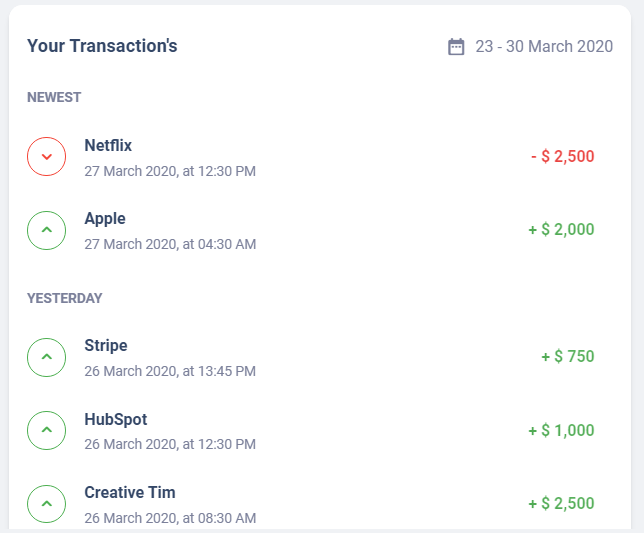 Your Transaction's
23 - 30 March 2020
NEWEST
Netflix
- $ 2,500
27 March 2020, at 12:30 PM
Apple
+ $ 2,000
27 March 2020, at 04:30 AM
YESTERDAY
Stripe
+ $ 750
26 March 2020, at 13:45 PM
HubSpot
+ $ 1,000
26 March 2020, at 12:30 PM
Creative Tim
+ $ 2,500
26 March 2020, at 08:30 AM